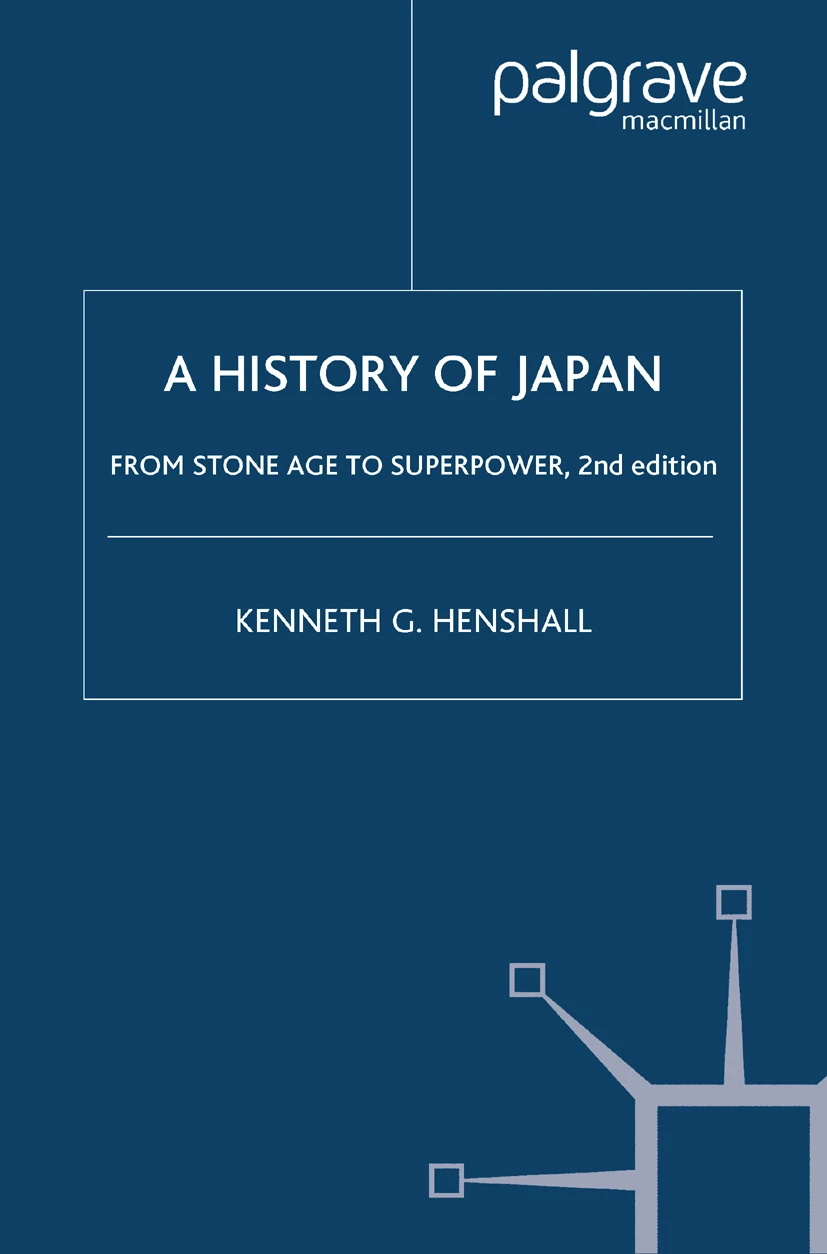 palgrave
macmillan
A HISTORY OF JAPAN
FROM STONE AGE TO SUPERPOWER, 2nd edition
KENNETH G. HENSHALL